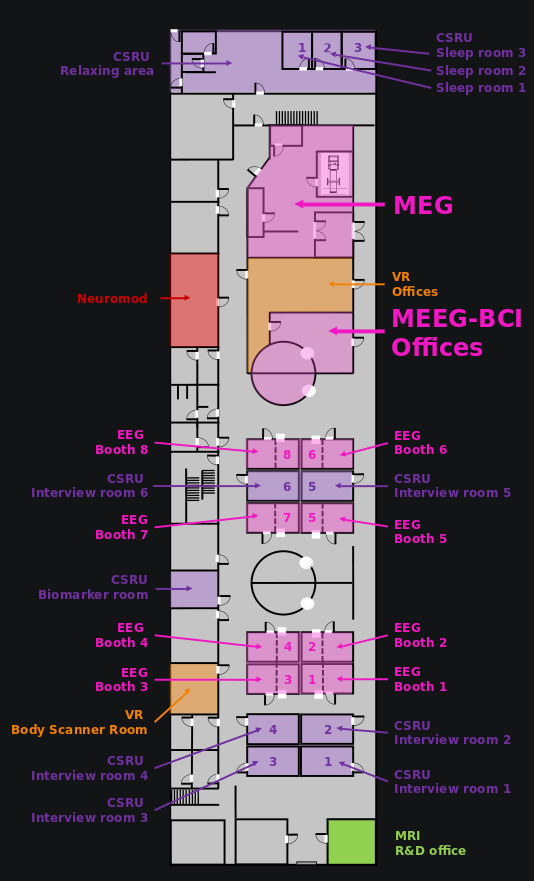 CSRU
Relaxing area
1
2
3
CSRU
Sleep room 3
Sleep room 2
Sleep room 1
MEG
Neuromod
VR
Offices
MEEG-BCI
Offices
EEG
Booth 8
8
6
EEG
Booth 6
CSRU
Interview room 6
6
5
CSRU
Interview room 5
EEG
Booth 7
7
5
EEG
Booth 5
CSRU
Biomarker room
EEG
Booth 4
4
2
EEG
Booth 2
EEG
Booth 3
3
1
EEG
Booth 1
VR
Body Scanner Room
4
2
CSRU
Interview room 2
CSRU
Interview room 4
3
1
CSRU
Interview room 1
CSRU
Interview room 3
MRI
R&D office